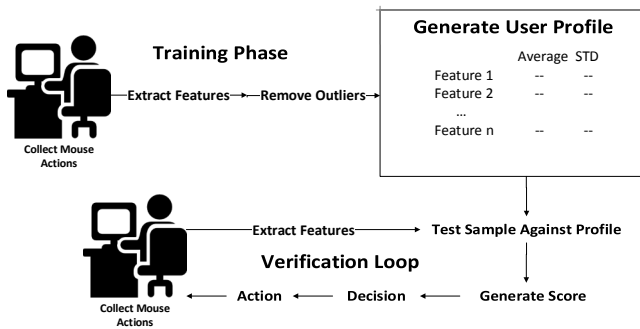 Training Phase
Extract Features
Remove Outliers
Collect Mouse
Actions
Generate User Profile
Average STD
Feature 1 -- --
Feature 2 -- --
...
Feature n -- --
Extract Features
Test Sample Against Profile
Verification Loop
Action
Decision
Generate Score
Collect Mouse
Actions